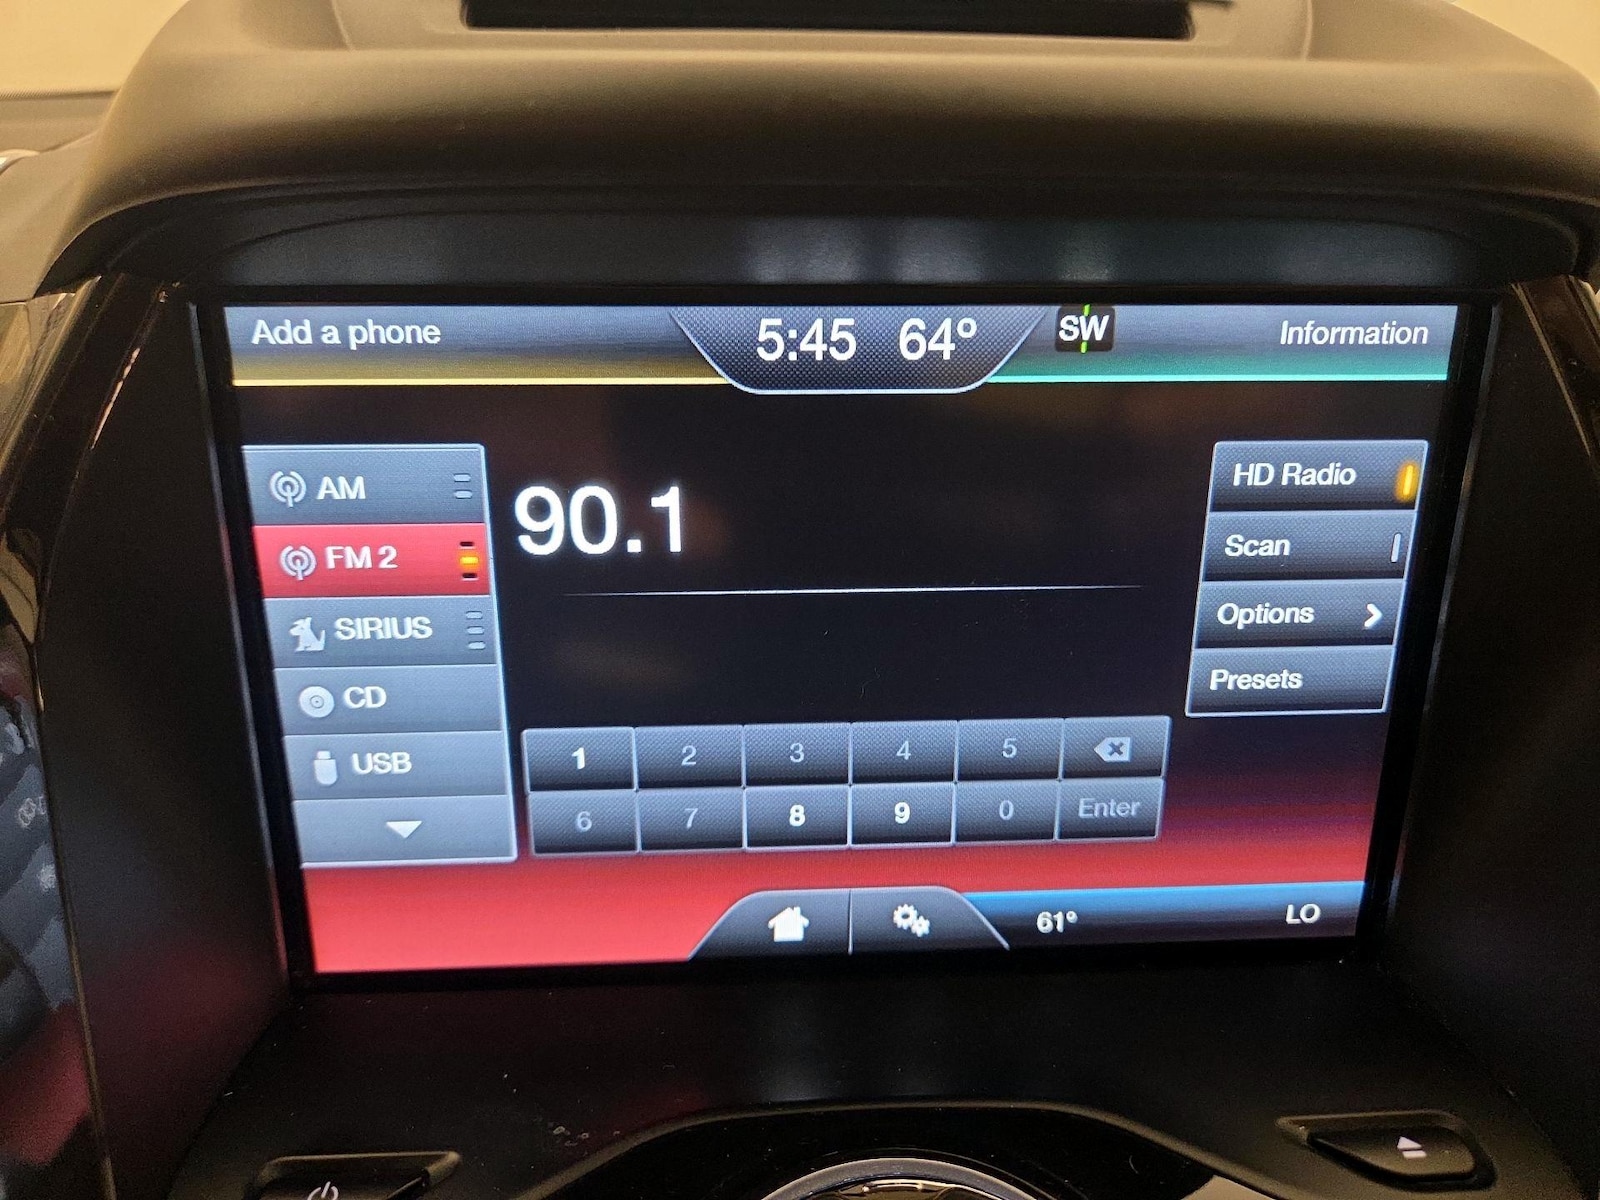 Add a phone
5:45 64°
SW
Information
AM
FM 2
SIRIUS
CD
USB
90.1
HD Radio
Scan
Options
Presets
1 2 3 4 5
6 7 8 9 0 Enter
61°
LO